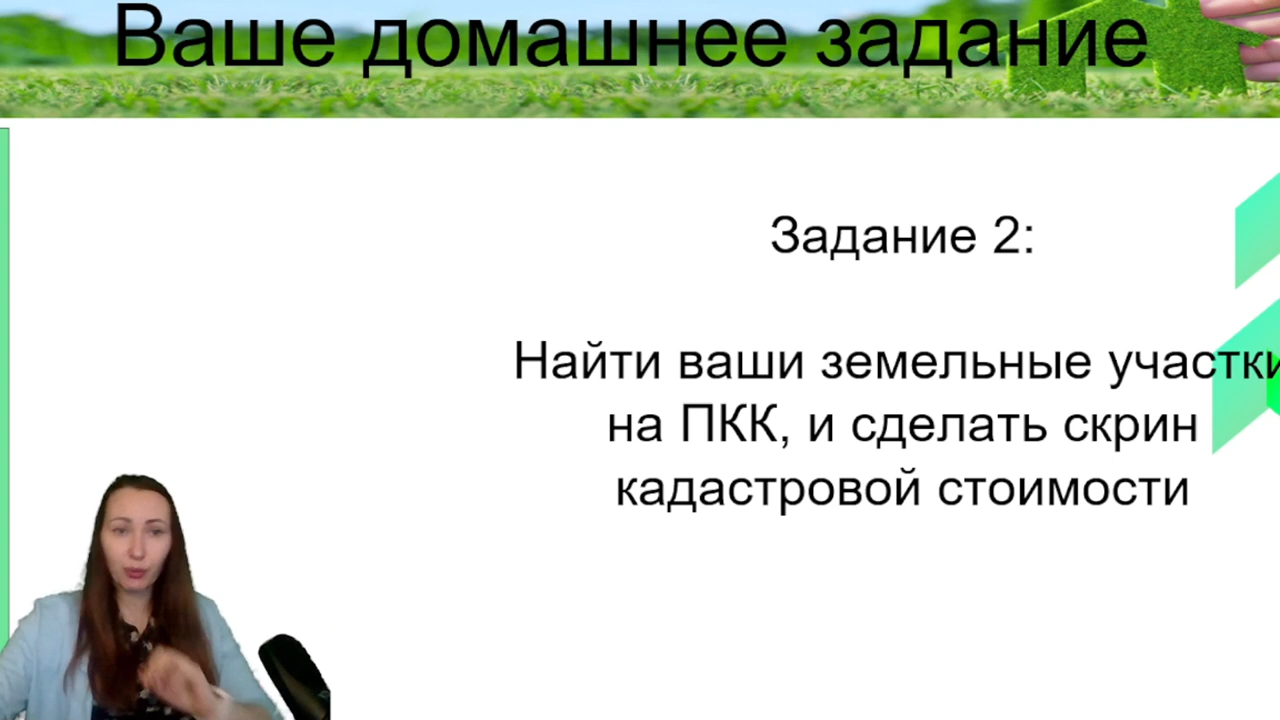 Ваше домашнее задание
Задание 2:
Найти ваши земельные участки
на ПКК, и сделать скрин
кадастровой стоимости